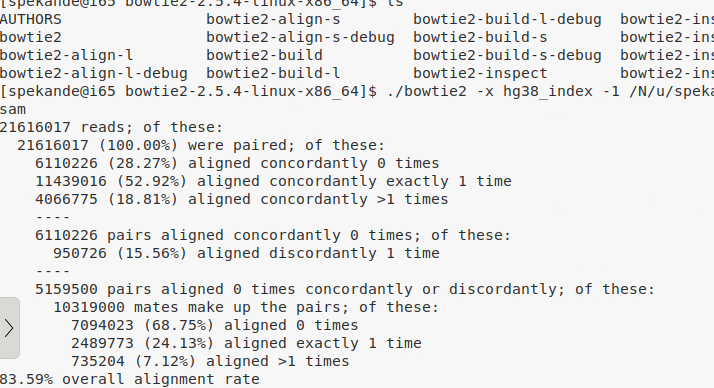 [spekande@i65 bowtie2-2.5.4-linux-x86_64]$ ls
AUTHORS bowtie2-align-s bowtie2-build-l-debug bowtie2-ins
bowtie2 bowtie2-align-s-debug bowtie2-build-s bowtie2-ins
bowtie2-align-l bowtie2-build bowtie2-build-s-debug bowtie2-ins
bowtie2-align-l-debug bowtie2-build-l bowtie2-inspect bowtie2-ins
[spekande@i65 bowtie2-2.5.4-linux-x86_64]$ ./bowtie2 -x hg38_index -1 /N/u/speka
sam
21616017 reads; of these:
  21616017 (100.00%) were paired; of these:
    6110226 (28.27%) aligned concordantly 0 times
    11439016 (52.92%) aligned concordantly exactly 1 time
    4066775 (18.81%) aligned concordantly >1 times
    ----
    6110226 pairs aligned concordantly 0 times; of these:
      950726 (15.56%) aligned discordantly 1 time
    ----
    5159500 pairs aligned 0 times concordantly or discordantly; of these:
      10319000 mates make up the pairs; of these:
        7094023 (68.75%) aligned 0 times
        2489773 (24.13%) aligned exactly 1 time
        735204 (7.12%) aligned >1 times
83.59% overall alignment rate